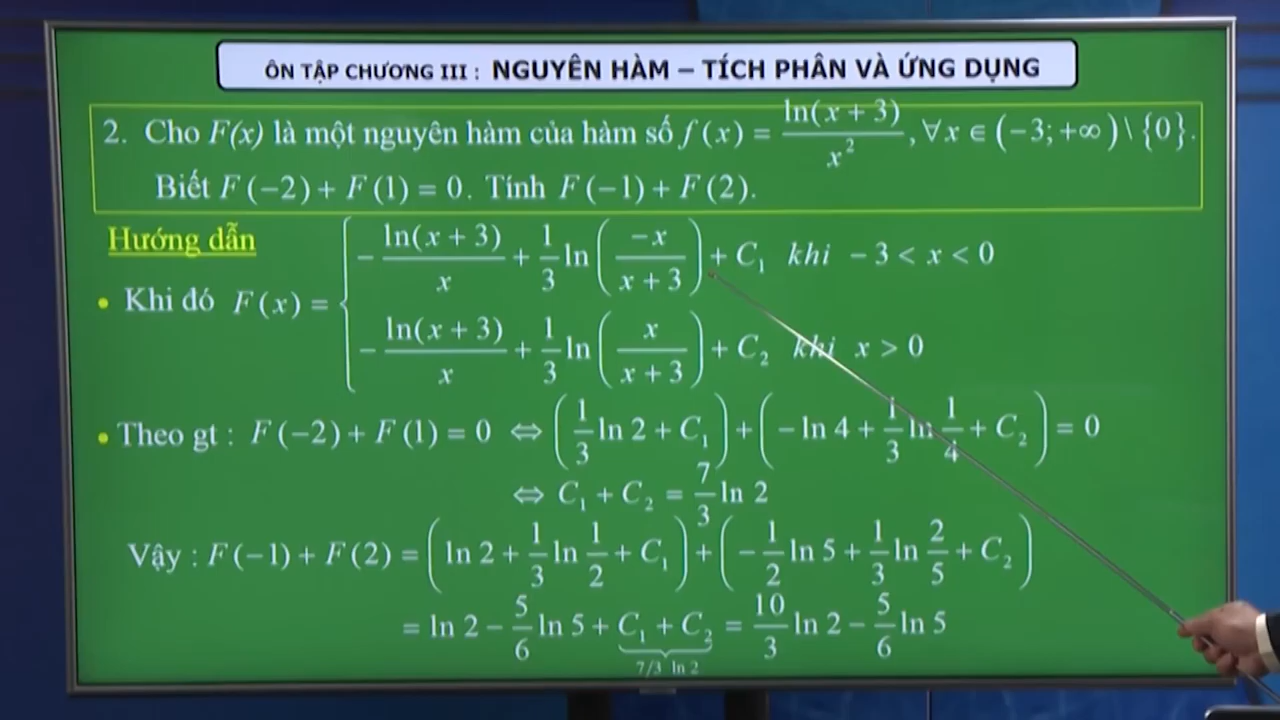 ÔN TẬP CHƯƠNG III : NGUYÊN HÀM – TÍCH PHÂN VÀ ỨNG DỤNG
2. Cho F(x) là một nguyên hàm của hàm số f(x) = ln(x + 3)/x², ∀x ∈ (−3; +∞) \ {0}.
Biết F(−2) + F(1) = 0. Tính F(−1) + F(2).
Hướng dẫn
• Khi đó F(x) = { − ln(x + 3)/x + 1/3 ln(−x/(x + 3)) + C₁ khi −3 < x < 0
− ln(x + 3)/x + 1/3 ln(x/(x + 3)) + C₂ khi x > 0
• Theo gt : F(−2) + F(1) = 0 ⇔ (1/3 ln 2 + C₁) + (− ln 4 + 1/3 ln 1/4 + C₂) = 0
⇔ C₁ + C₂ = 7/3 ln 2
Vậy : F(−1) + F(2) = (ln 2 + 1/3 ln 1/2 + C₁) + (− 1/2 ln 5 + 1/3 ln 2/5 + C₂)
= ln 2 − 5/6 ln 5 + C₁ + C₂ = 10/3 ln 2 − 5/6 ln 5
7/3 ln 2